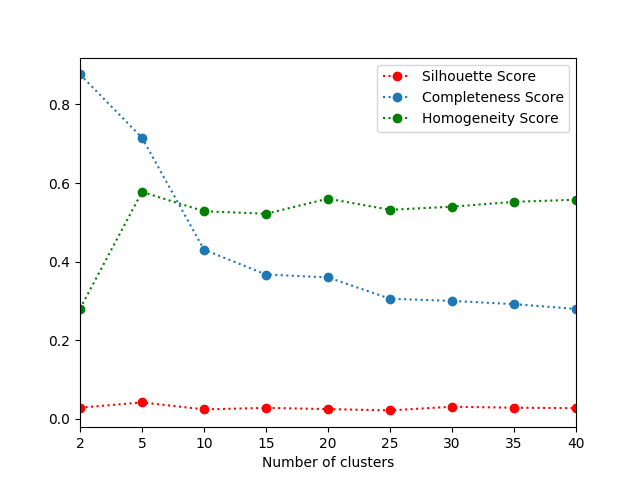 Silhouette Score
Completeness Score
Homogeneity Score
0.8
0.6
0.4
0.2
0.0
2 5 10 15 20 25 30 35 40
Number of clusters